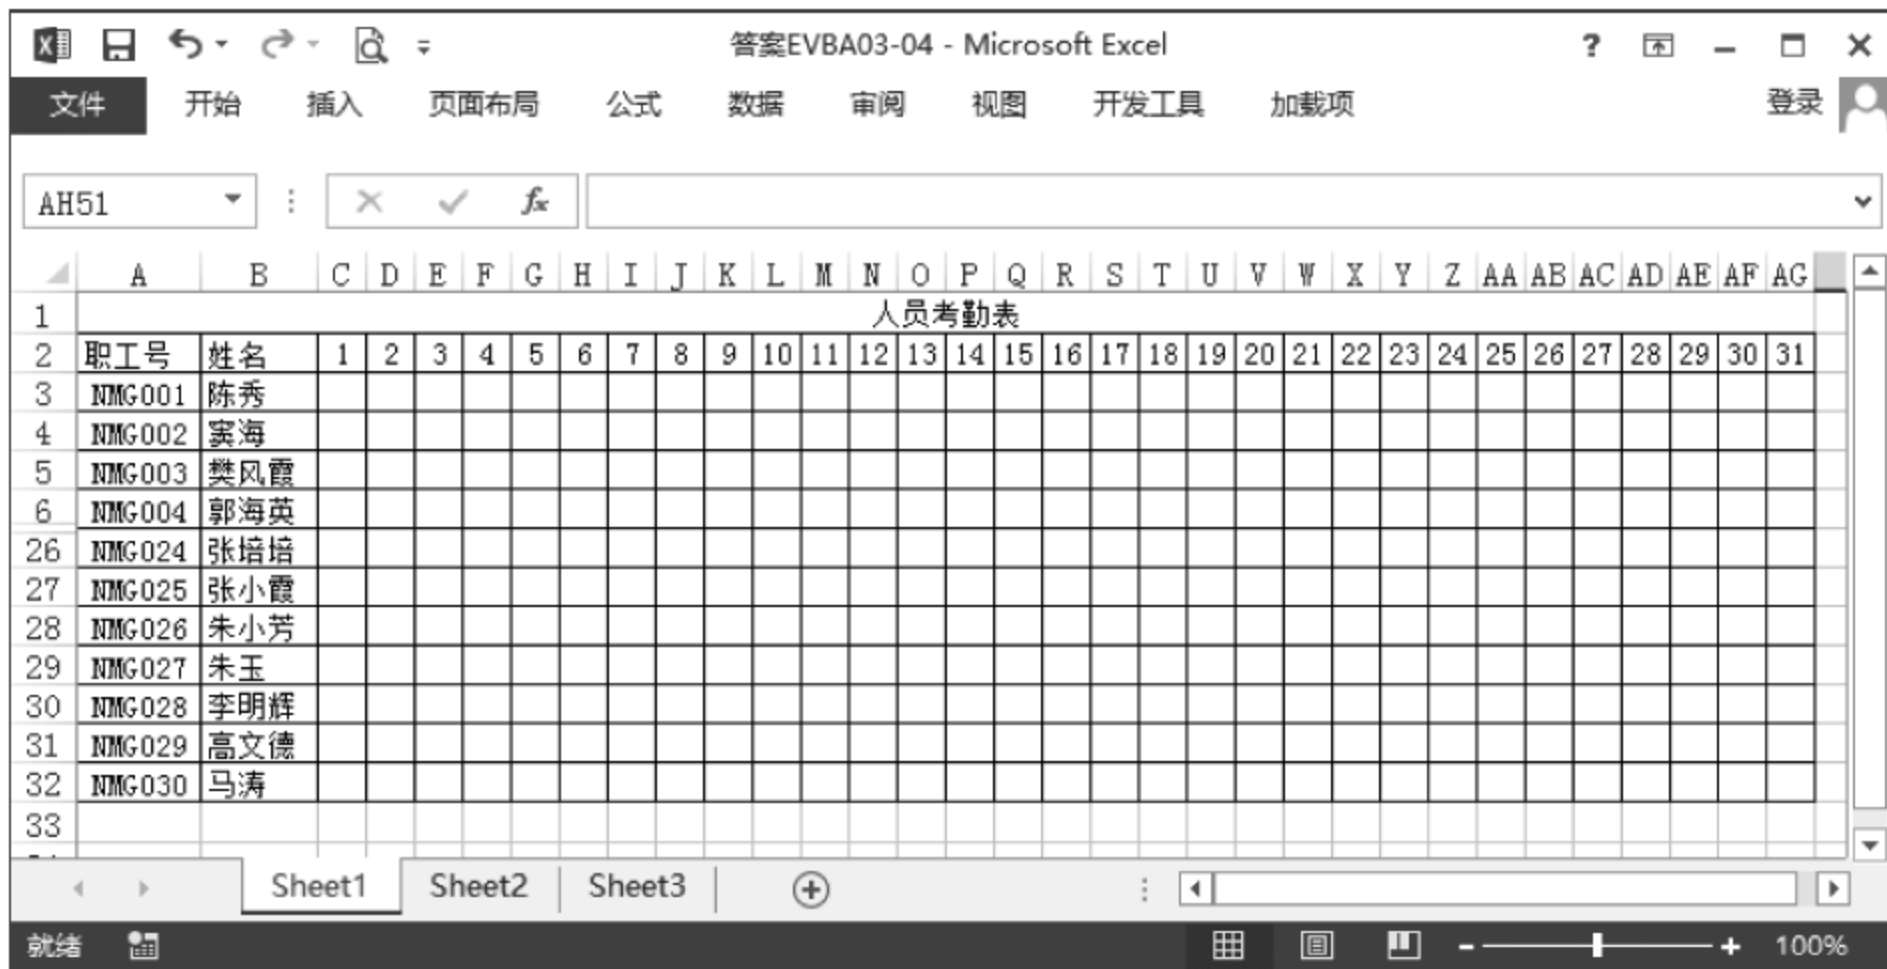 答案EVBA03-04 - Microsoft Excel
文件 开始 插入 页面布局 公式 数据 审阅 视图 开发工具 加载项 登录
AH51 fx
A B C D E F G H I J K L M N O P Q R S T U V W X Y Z AA AB AC AD AE AF AG
1 人员考勤表
2 职工号 姓名 1 2 3 4 5 6 7 8 9 10 11 12 13 14 15 16 17 18 19 20 21 22 23 24 25 26 27 28 29 30 31
3 NMG001 陈秀
4 NMG002 窦海
5 NMG003 樊风霞
6 NMG004 郭海英
26 NMG024 张培培
27 NMG025 张小霞
28 NMG026 朱小芳
29 NMG027 朱玉
30 NMG028 李明辉
31 NMG029 高文德
32 NMG030 马涛
33
Sheet1 Sheet2 Sheet3
就绪 100%